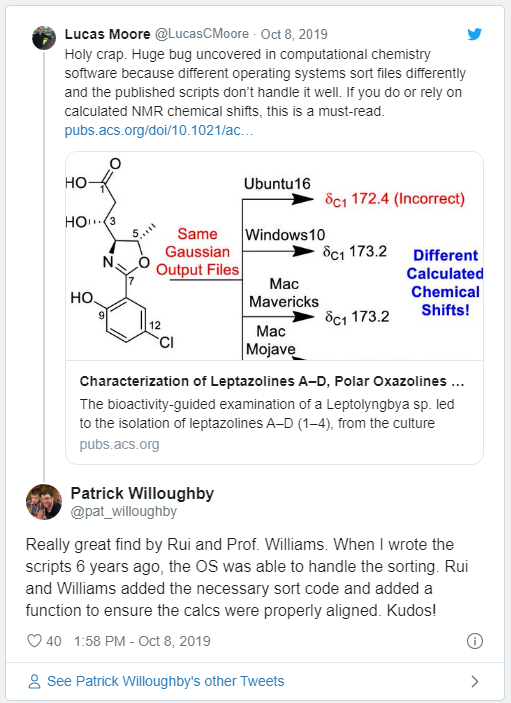 Lucas Moore @LucasCMoore · Oct 8, 2019
Holy crap. Huge bug uncovered in computational chemistry
software because different operating systems sort files differently
and the published scripts don't handle it well. If you do or rely on
calculated NMR chemical shifts, this is a must-read.
pubs.acs.org/doi/10.1021/ac…
O
HO
1
HO
3
5
N
O
7
HO
9
12
Cl
Same
Gaussian
Output Files
Ubuntu16
δC1 172.4 (Incorrect)
Windows10
δC1 173.2
Mac
Mavericks
δC1 173.2
Mac
Mojave
Different
Calculated
Chemical
Shifts!
Characterization of Leptazolines A–D, Polar Oxazolines ...
The bioactivity-guided examination of a Leptolyngbya sp. led
to the isolation of leptazolines A–D (1–4), from the culture
pubs.acs.org
Patrick Willoughby
@pat_willoughby
Really great find by Rui and Prof. Williams. When I wrote the
scripts 6 years ago, the OS was able to handle the sorting. Rui
and Williams added the necessary sort code and added a
function to ensure the calcs were properly aligned. Kudos!
40 1:58 PM - Oct 8, 2019
See Patrick Willoughby's other Tweets